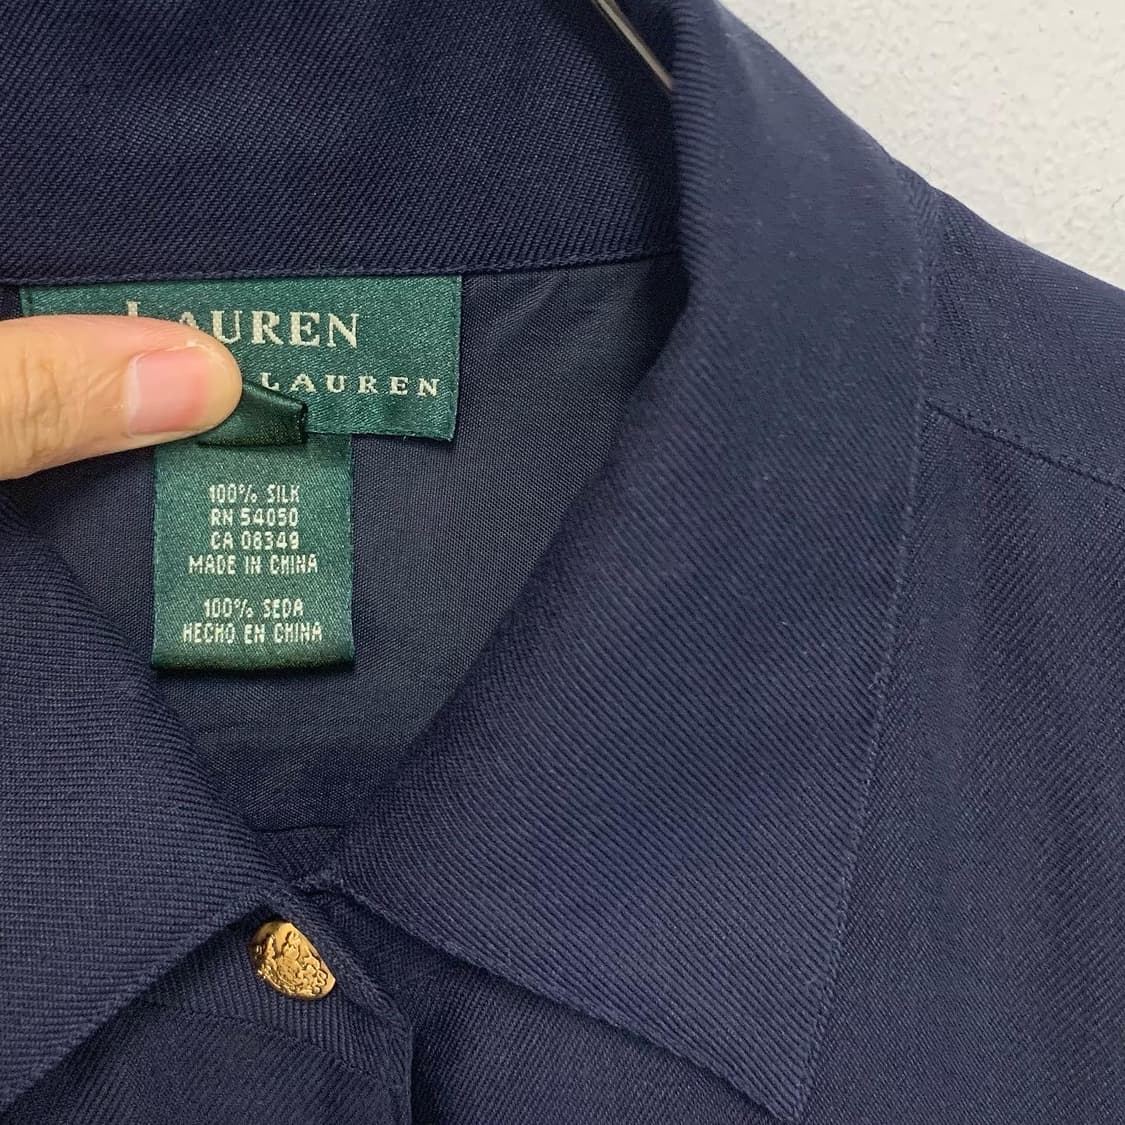 LAUREN
LAUREN
100% SILK
RN 54050
CA 08349
MADE IN CHINA
100% SEDA
HECHO EN CHINA